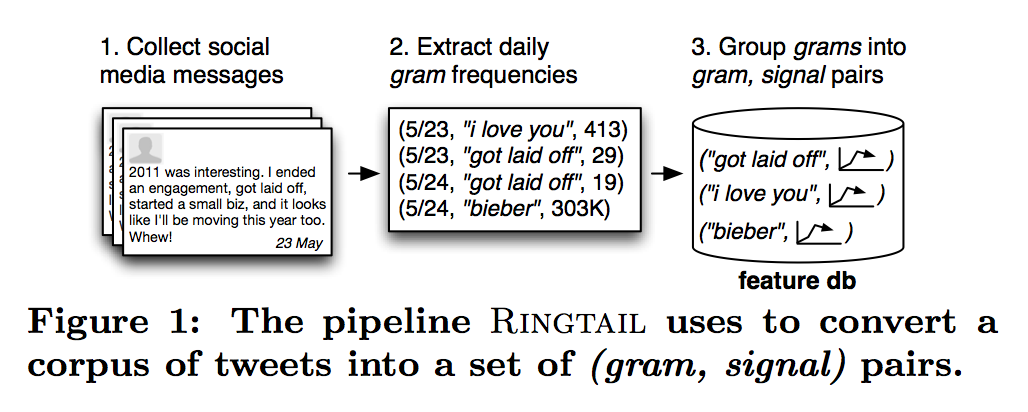 1. Collect social
media messages
2. Extract daily
gram frequencies
3. Group grams into
gram, signal pairs
2011 was interesting. I ended
an engagement, got laid off,
started a small biz, and it looks
like I'll be moving this year too.
Whew!
23 May
(5/23, "i love you", 413)
(5/23, "got laid off", 29)
(5/24, "got laid off", 19)
(5/24, "bieber", 303K)
("got laid off", )
("i love you", )
("bieber", )
feature db
Figure 1: The pipeline RINGTAIL uses to convert a
corpus of tweets into a set of (gram, signal) pairs.